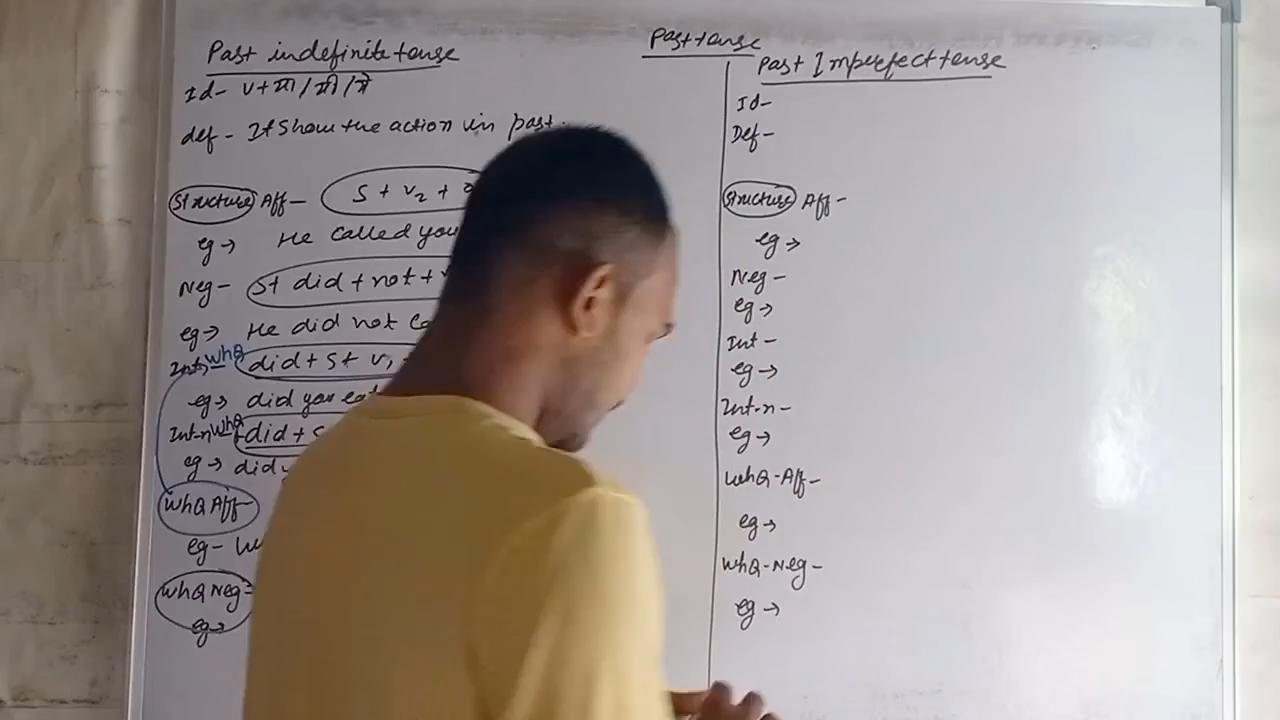 Past tense
Past indefinite tense
Id- V+या/यी/ये
def - It Show the action in past.
Structure Aff- S + V2 +
eg→ He called you
Neg- S+ did + not +
eg→ He did not
Int- WhQ did + S + V1
eg→ did you eat
Int-n- WhQ did +
eg→ did
WhQ Aff-
eg-
WhQ Neg-
eg→
Past Imperfect tense
Id-
Def-
Structure Aff-
eg→
Neg-
eg→
Int-
eg→
Int-n-
eg→
WhQ-Aff-
eg→
WhQ-Neg-
eg→